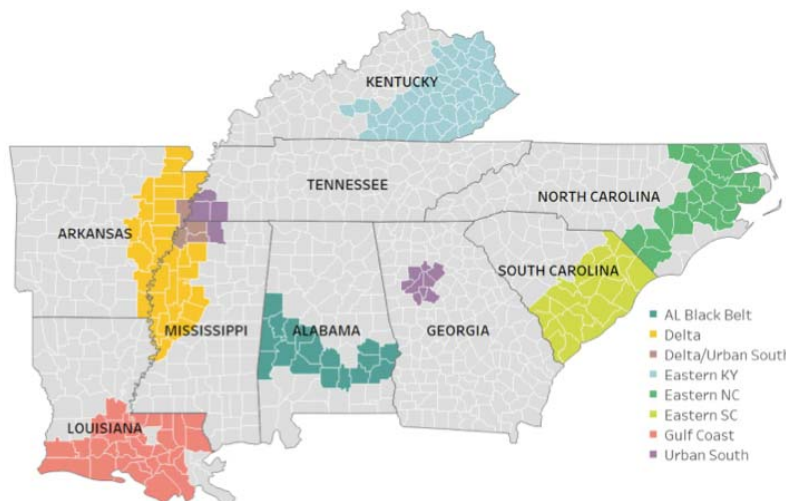 KENTUCKY
TENNESSEE
NORTH CAROLINA
ARKANSAS
SOUTH CAROLINA
MISSISSIPPI
ALABAMA
GEORGIA
LOUISIANA
AL Black Belt
Delta
Delta/Urban South
Eastern KY
Eastern NC
Eastern SC
Gulf Coast
Urban South